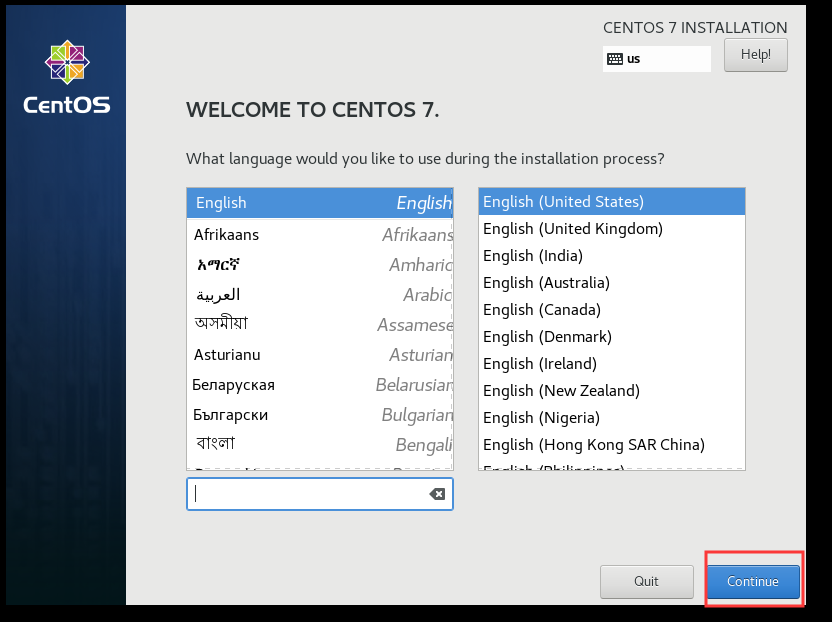 CENTOS 7 INSTALLATION
us
Help!
CentOS
WELCOME TO CENTOS 7.
What language would you like to use during the installation process?
English English
Afrikaans Afrikaans
አማርኛ Amharic
العربية Arabic
অসমীয়া Assamese
Asturianu Asturian
Беларуская Belarusian
Български Bulgarian
বাংলা Bengali
English (United States)
English (United Kingdom)
English (India)
English (Australia)
English (Canada)
English (Denmark)
English (Ireland)
English (New Zealand)
English (Nigeria)
English (Hong Kong SAR China)
English (Philippines)
Quit
Continue